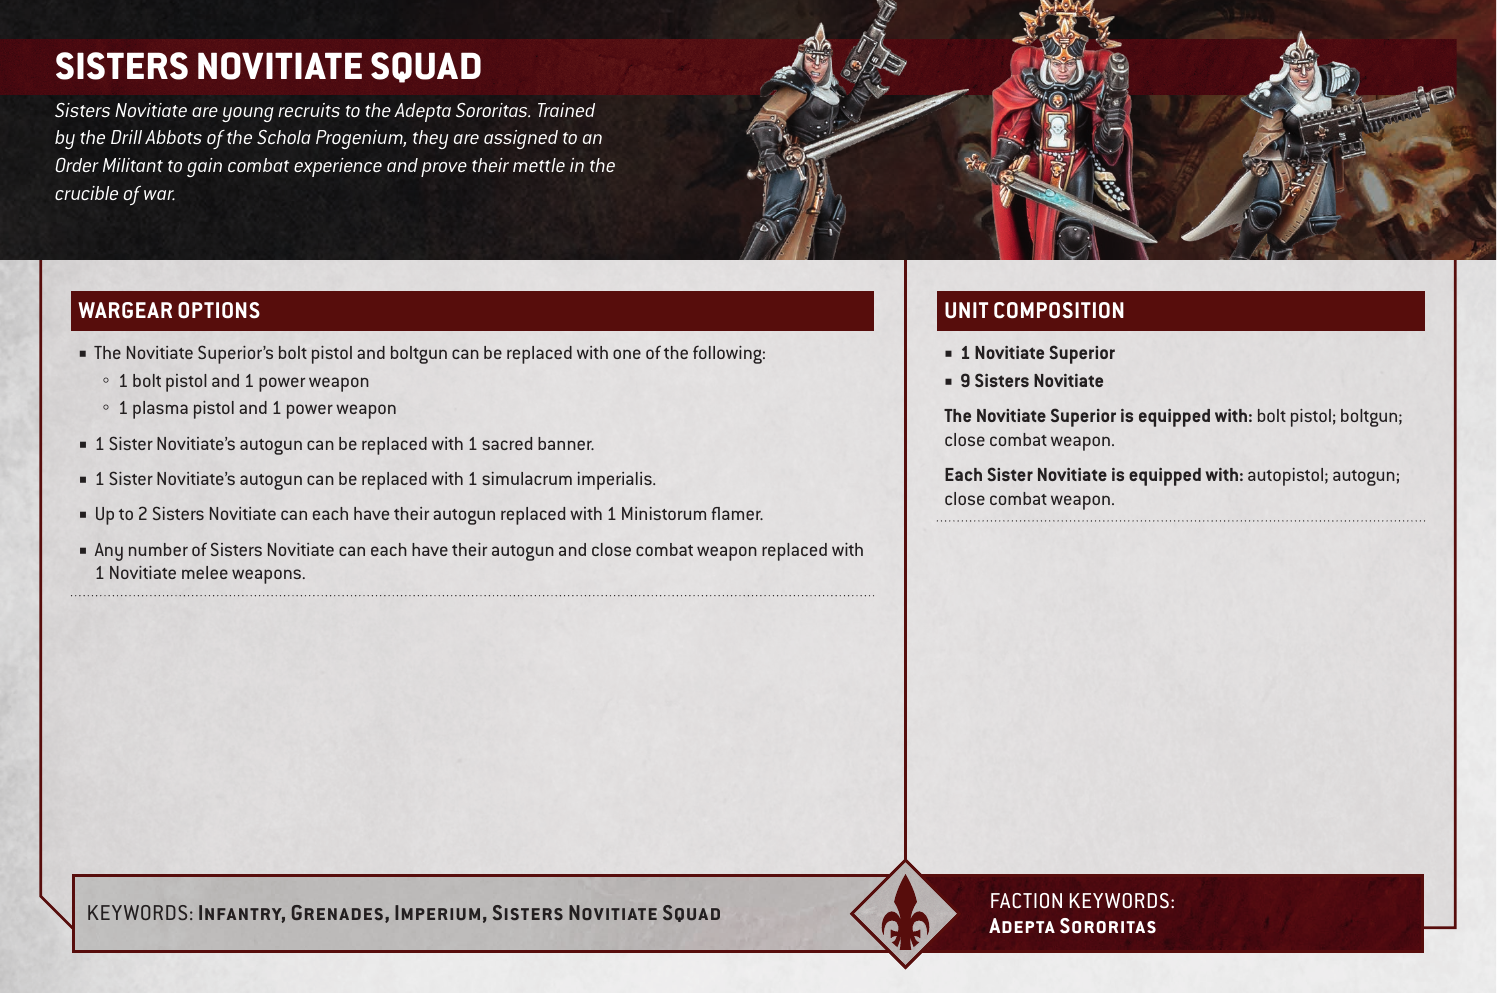 SISTERS NOVITIATE SQUAD
Sisters Novitiate are young recruits to the Adepta Sororitas. Trained
by the Drill Abbots of the Schola Progenium, they are assigned to an
Order Militant to gain combat experience and prove their mettle in the
crucible of war.
WARGEAR OPTIONS
▪ The Novitiate Superior’s bolt pistol and boltgun can be replaced with one of the following:
◦ 1 bolt pistol and 1 power weapon
◦ 1 plasma pistol and 1 power weapon
▪ 1 Sister Novitiate’s autogun can be replaced with 1 sacred banner.
▪ 1 Sister Novitiate’s autogun can be replaced with 1 simulacrum imperialis.
▪ Up to 2 Sisters Novitiate can each have their autogun replaced with 1 Ministorum flamer.
▪ Any number of Sisters Novitiate can each have their autogun and close combat weapon replaced with
1 Novitiate melee weapons.
UNIT COMPOSITION
▪ 1 Novitiate Superior
▪ 9 Sisters Novitiate
The Novitiate Superior is equipped with: bolt pistol; boltgun;
close combat weapon.
Each Sister Novitiate is equipped with: autopistol; autogun;
close combat weapon.
KEYWORDS: INFANTRY, GRENADES, IMPERIUM, SISTERS NOVITIATE SQUAD
FACTION KEYWORDS:
ADEPTA SORORITAS